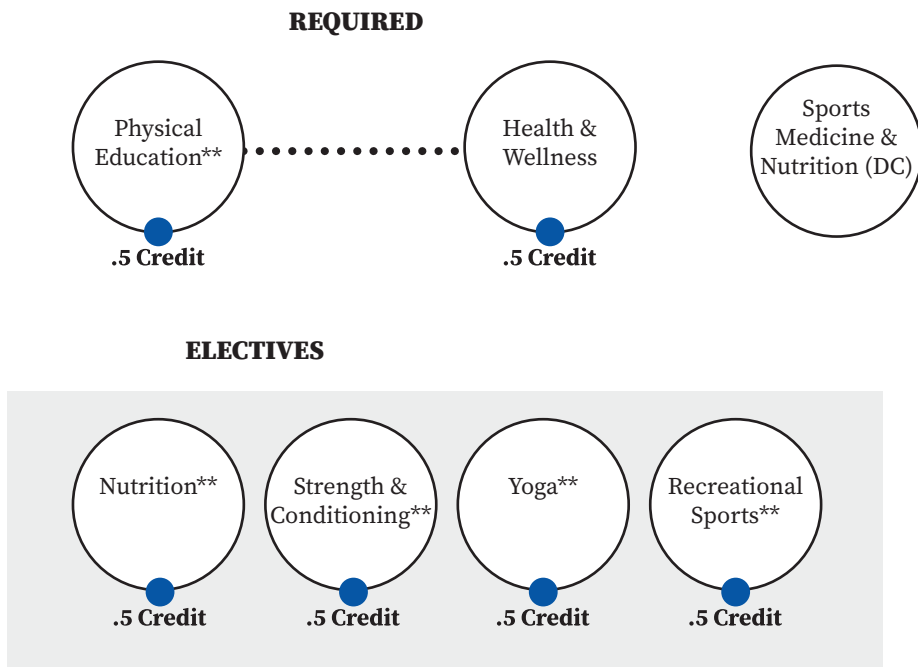 REQUIRED
Physical
Education**
.5 Credit
Health &
Wellness
.5 Credit
Sports
Medicine &
Nutrition (DC)
ELECTIVES
Nutrition**
.5 Credit
Strength &
Conditioning**
.5 Credit
Yoga**
.5 Credit
Recreational
Sports**
.5 Credit